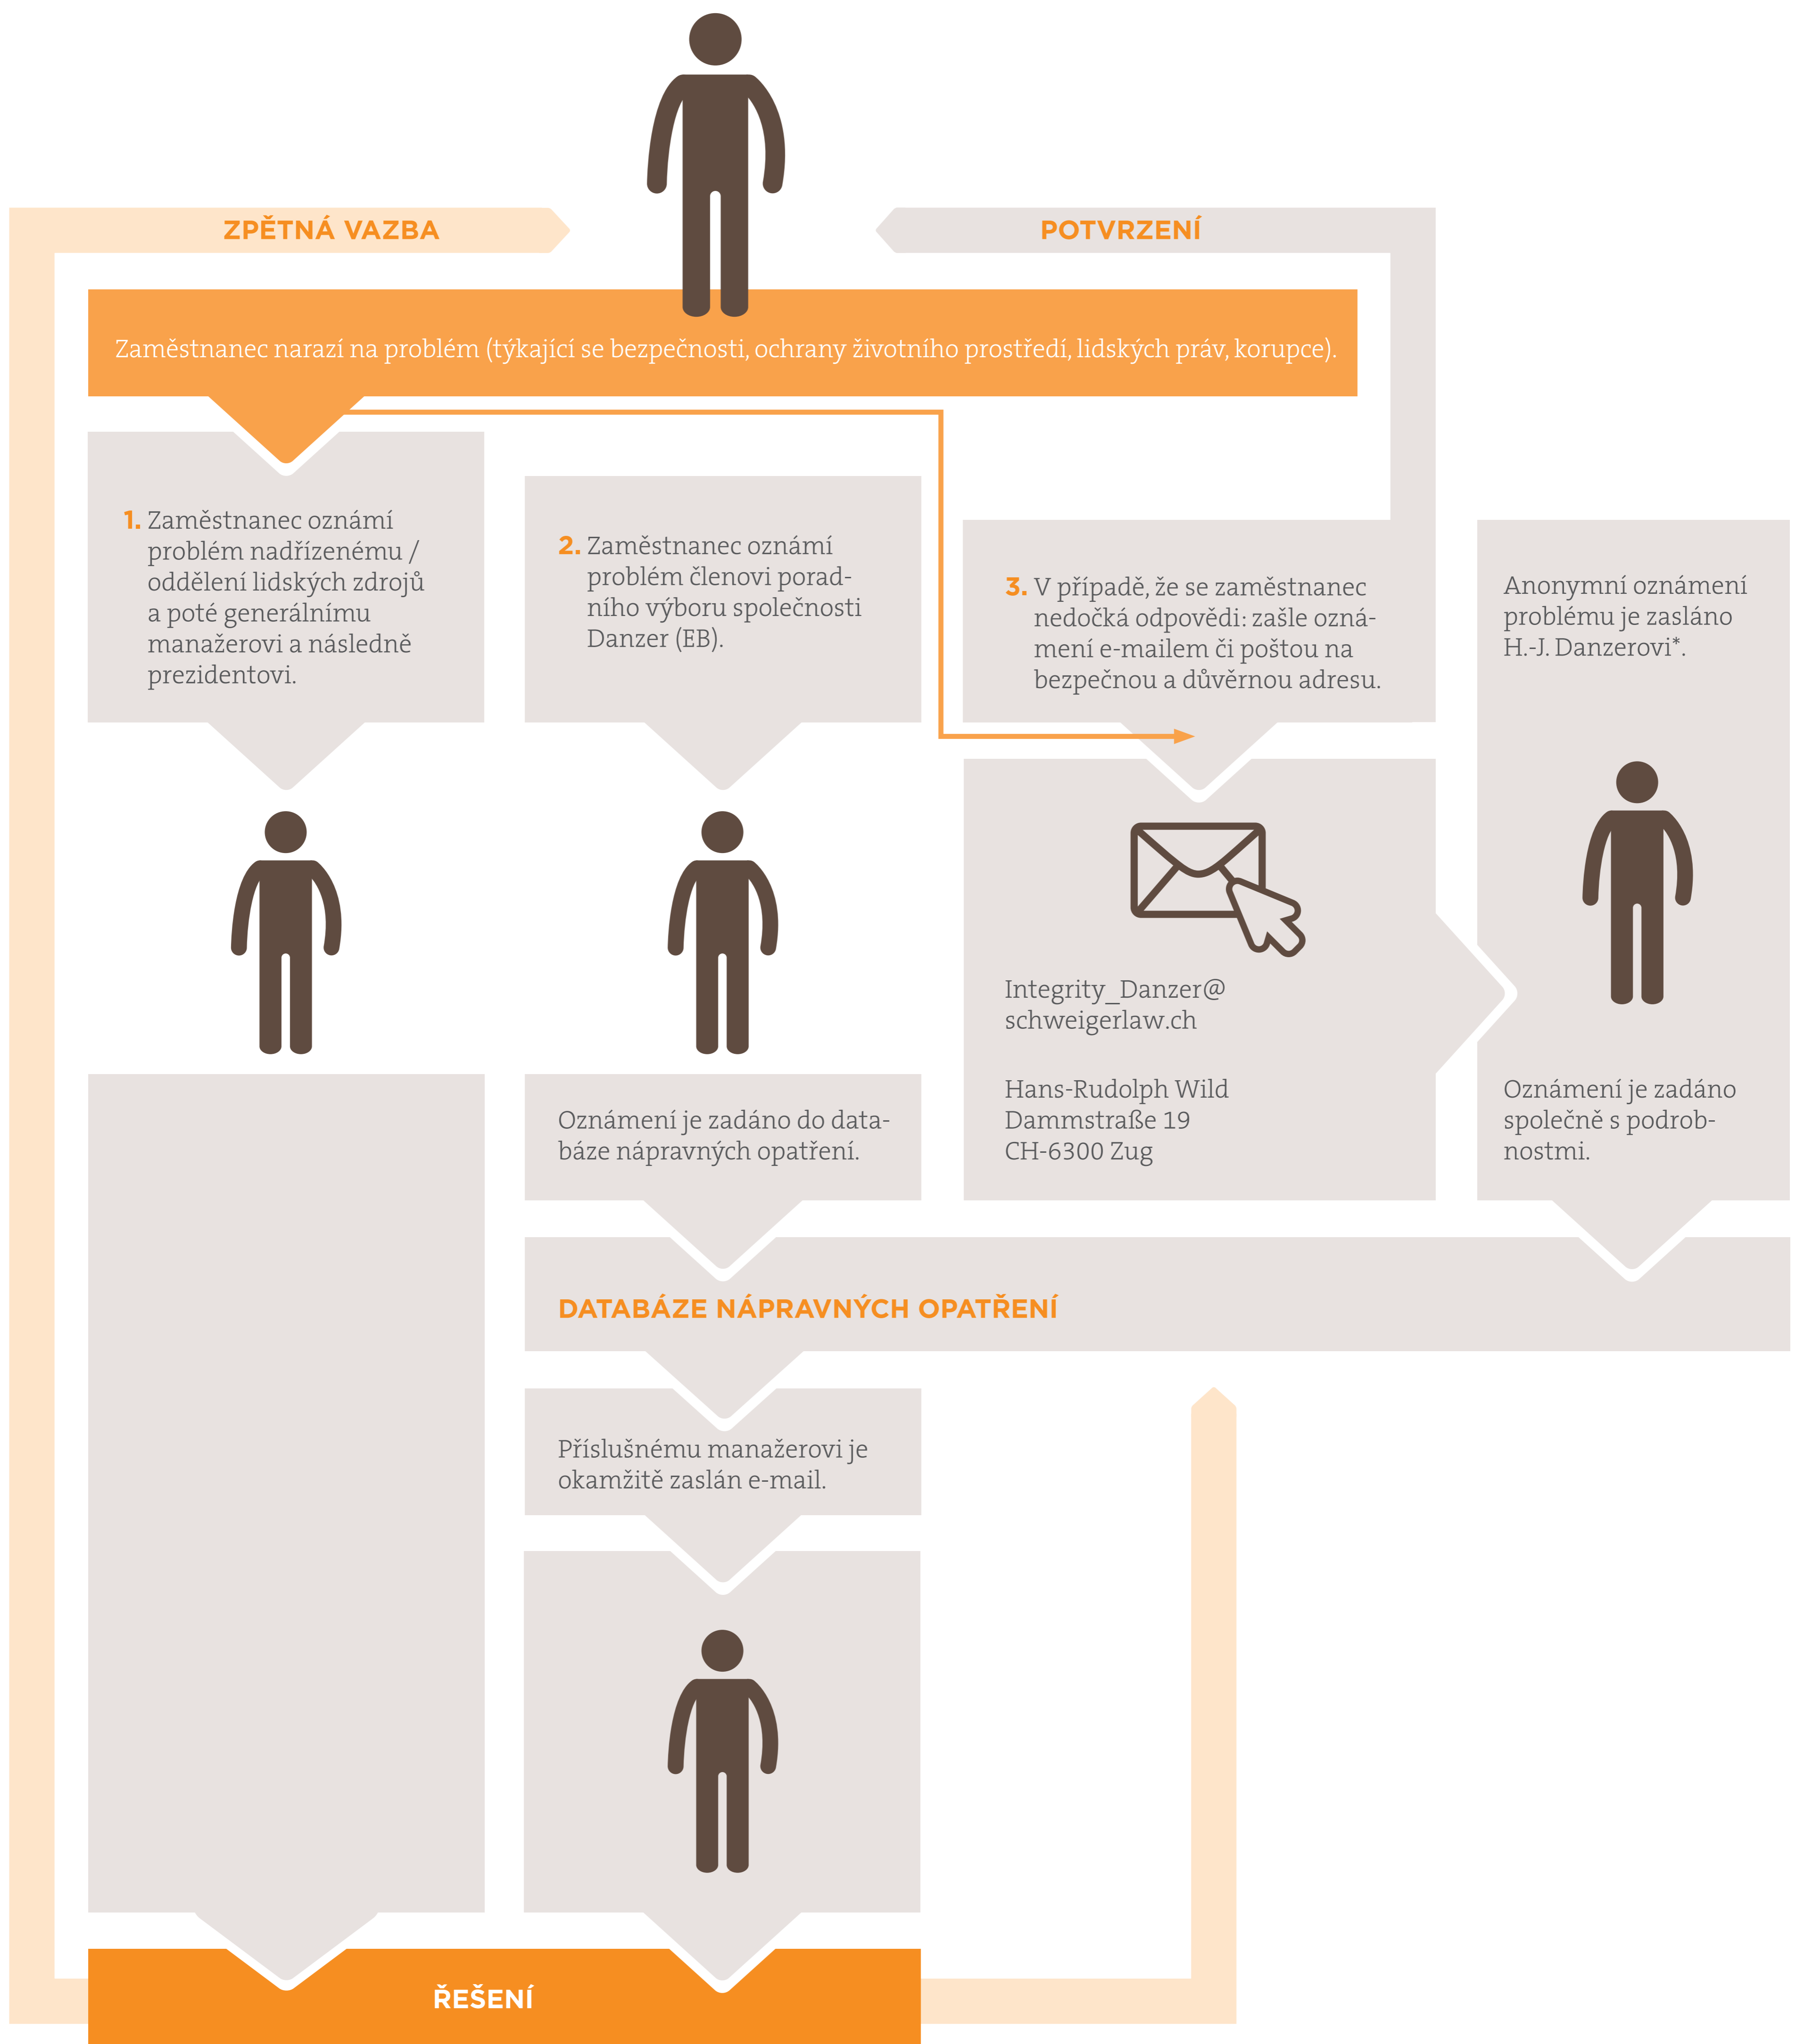 ZPĚTNÁ VAZBA
POTVRZENÍ
Zaměstnanec narazí na problém (týkající se bezpečnosti, ochrany životního prostředí, lidských práv, korupce).
1. Zaměstnanec oznámí
problém nadřízenému /
oddělení lidských zdrojů
a poté generálnímu
manažerovi a následně
prezidentovi.
2. Zaměstnanec oznámí
problém členovi porad-
ního výboru společnosti
Danzer (EB).
3. V případě, že se zaměstnanec
nedočká odpovědi: zašle ozná-
mení e-mailem či poštou na
bezpečnou a důvěrnou adresu.
Anonymní oznámení
problému je zasláno
H.-J. Danzerovi*.
Integrity_Danzer@
schweigerlaw.ch
Hans-Rudolph Wild
Dammstraße 19
CH-6300 Zug
Oznámení je zadáno do data-
báze nápravných opatření.
Oznámení je zadáno
společně s podrob-
nostmi.
DATABÁZE NÁPRAVNÝCH OPATŘENÍ
Příslušnému manažerovi je
okamžitě zaslán e-mail.
ŘEŠENÍ